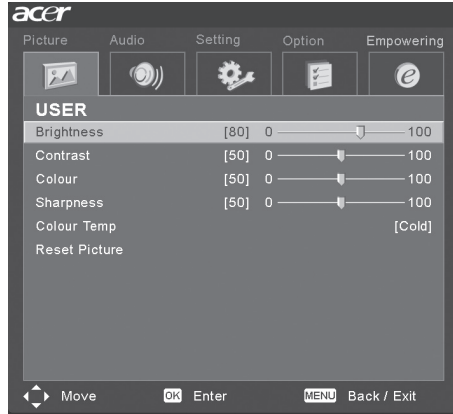 acer
Picture Audio Setting Option Empowering
e
USER
Brightness [80] 0 100
Contrast [50] 0 100
Colour [50] 0 100
Sharpness [50] 0 100
Colour Temp [Cold]
Reset Picture
Move OK Enter MENU Back / Exit